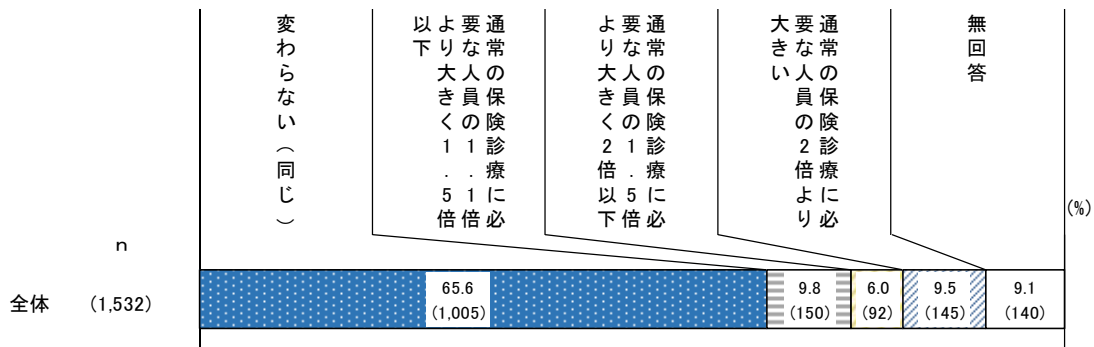 変わらない（同じ）
通常の保険診療に必
要な人員の1.1倍
より大きく1.5倍
以下
通常の保険診療に必
要な人員の1.5倍
より大きく2倍以下
通常の保険診療に必
要な人員の2倍より
大きい
無回答
(%)
n
全体 (1,532)
65.6 9.8 6.0 9.5 9.1
(1,005) (150) (92) (145) (140)